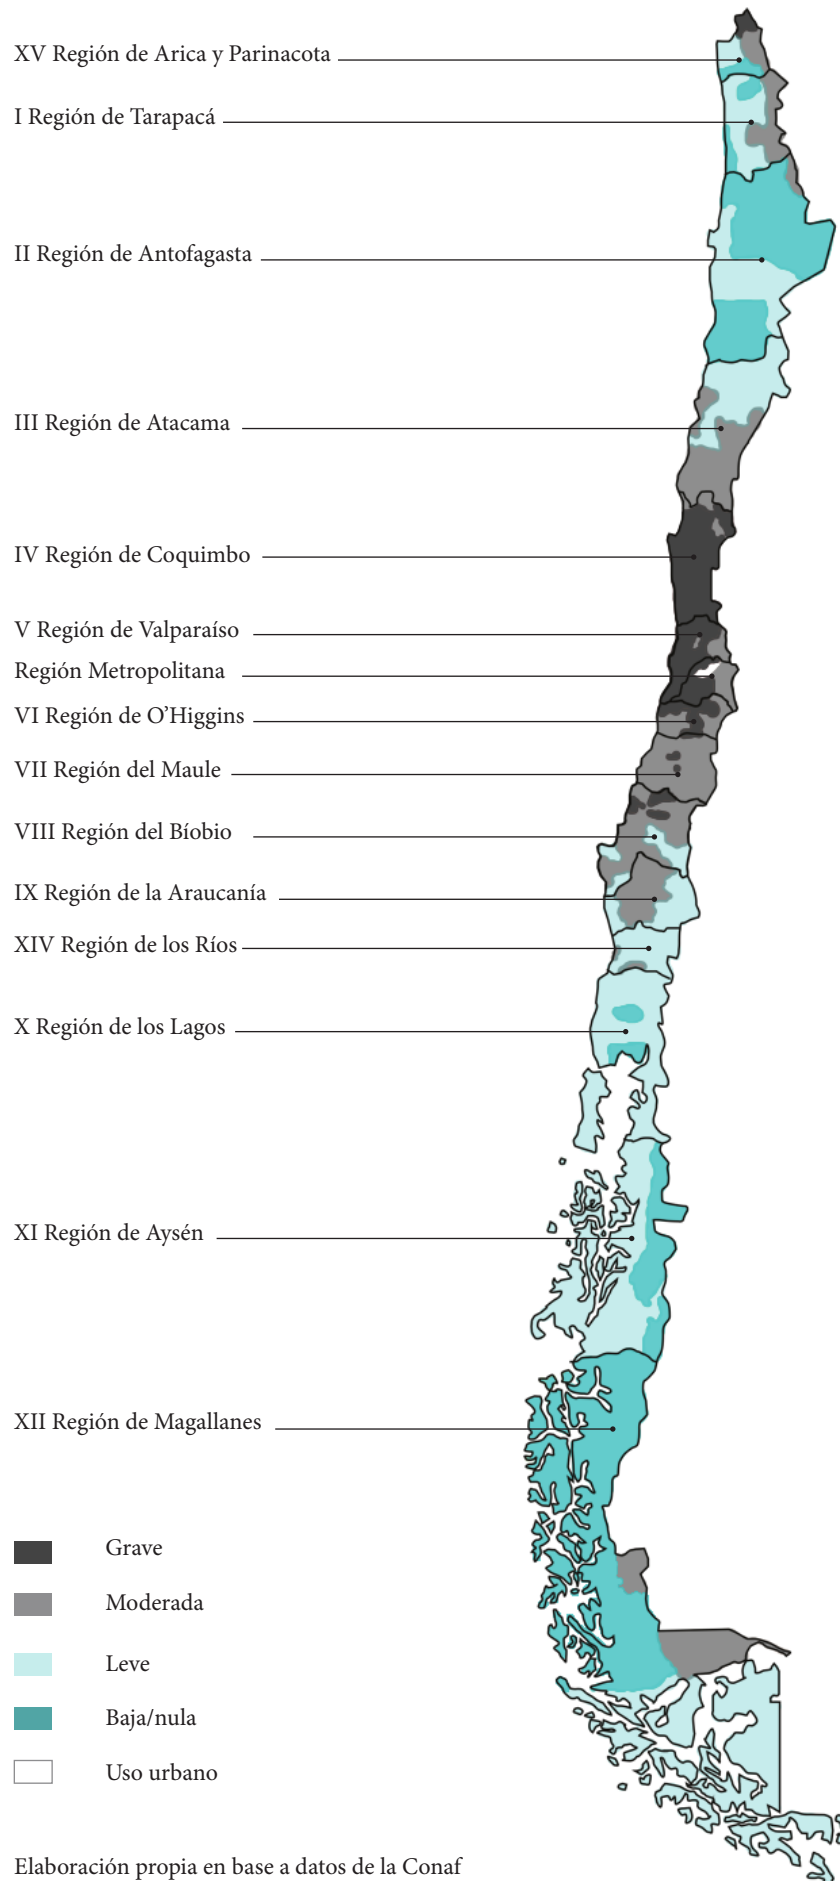 XV Región de Arica y Parinacota
I Región de Tarapacá
II Región de Antofagasta
III Región de Atacama
IV Región de Coquimbo
V Región de Valparaíso
Región Metropolitana
VI Región de O'Higgins
VII Región del Maule
VIII Región del Bíobio
IX Región de la Araucanía
XIV Región de los Ríos
X Región de los Lagos
XI Región de Aysén
XII Región de Magallanes
Grave
Moderada
Leve
Baja/nula
Uso urbano
Elaboración propia en base a datos de la Conaf